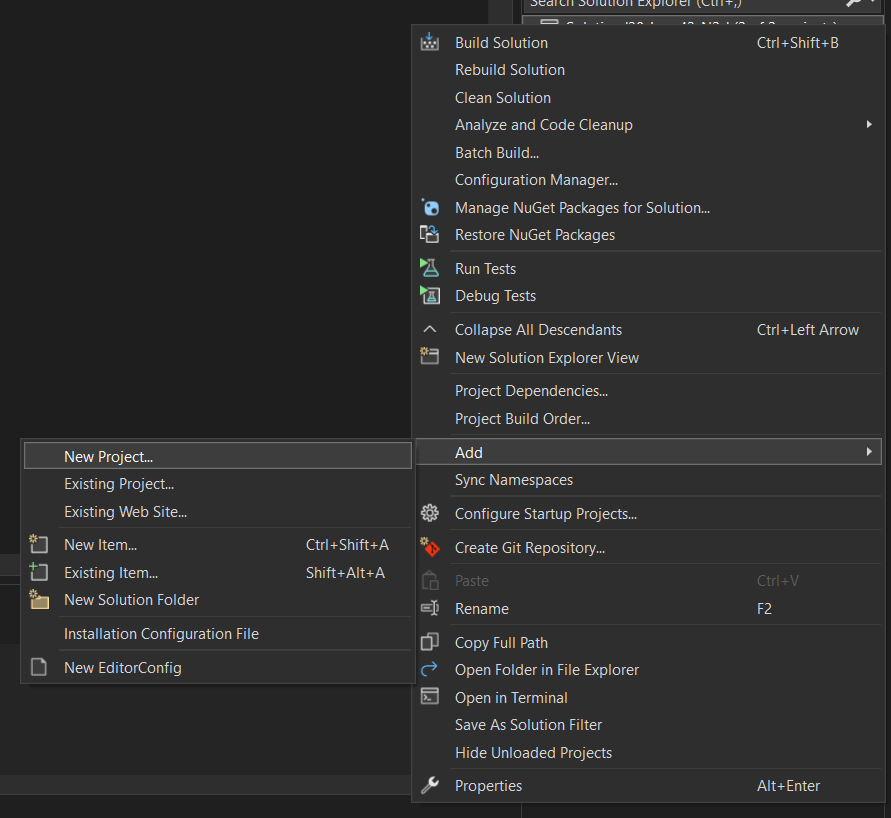 Search Solution Explorer (Ctrl+;)
Build Solution Ctrl+Shift+B
Rebuild Solution
Clean Solution
Analyze and Code Cleanup
Batch Build...
Configuration Manager...
Manage NuGet Packages for Solution...
Restore NuGet Packages
Run Tests
Debug Tests
Collapse All Descendants Ctrl+Left Arrow
New Solution Explorer View
Project Dependencies...
Project Build Order...
Add
Sync Namespaces
Configure Startup Projects...
Create Git Repository...
Paste Ctrl+V
Rename F2
Copy Full Path
Open Folder in File Explorer
Open in Terminal
Save As Solution Filter
Hide Unloaded Projects
Properties Alt+Enter
New Project...
Existing Project...
Existing Web Site...
New Item... Ctrl+Shift+A
Existing Item... Shift+Alt+A
New Solution Folder
Installation Configuration File
New EditorConfig